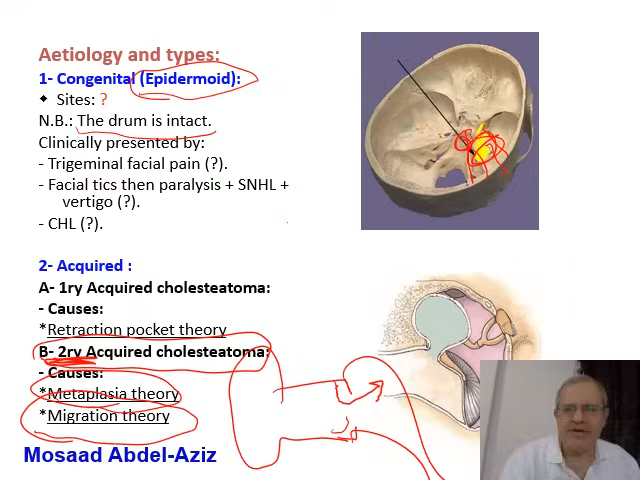 Aetiology and types:
1- Congenital (Epidermoid):
❖ Sites: ?
N.B.: The drum is intact.
Clinically presented by:
- Trigeminal facial pain (?).
- Facial tics then paralysis + SNHL +
vertigo (?).
- CHL (?).
2- Acquired :
A- 1ry Acquired cholesteatoma:
- Causes:
*Retraction pocket theory
B- 2ry Acquired cholesteatoma:
- Causes:
*Metaplasia theory
*Migration theory
Mosaad Abdel-Aziz